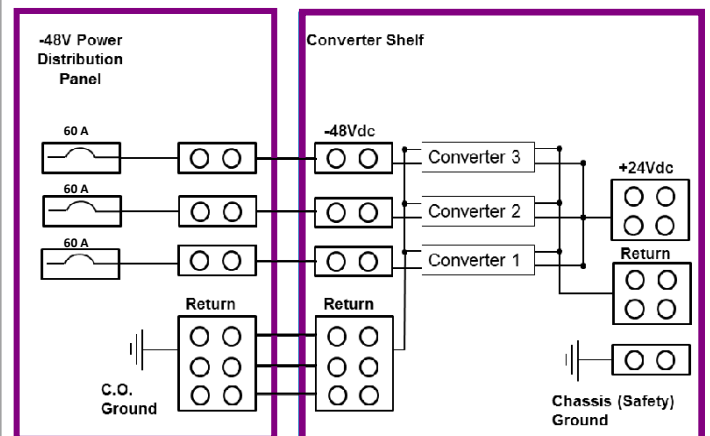 -48V Power
Distribution
Panel
Converter Shelf
60 A
-48Vdc
Converter 3
+24Vdc
60 A
Converter 2
60 A
Converter 1
Return
Return
Return
C.O.
Ground
Chassis (Safety)
Ground